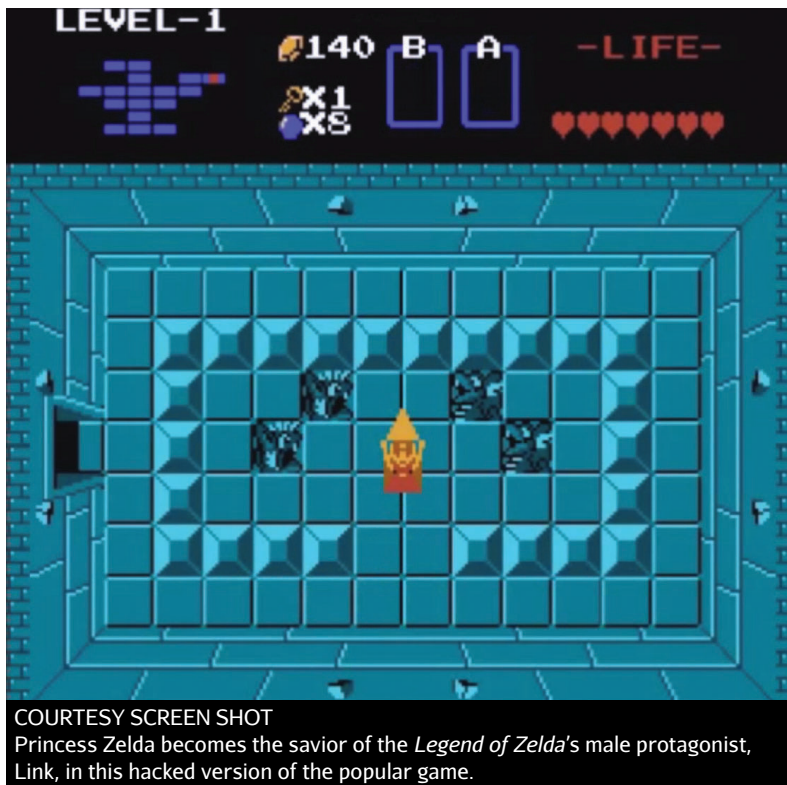 LEVEL-1
140 B A -LIFE-
X1
X8
COURTESY SCREEN SHOT
Princess Zelda becomes the savior of the Legend of Zelda's male protagonist,
Link, in this hacked version of the popular game.